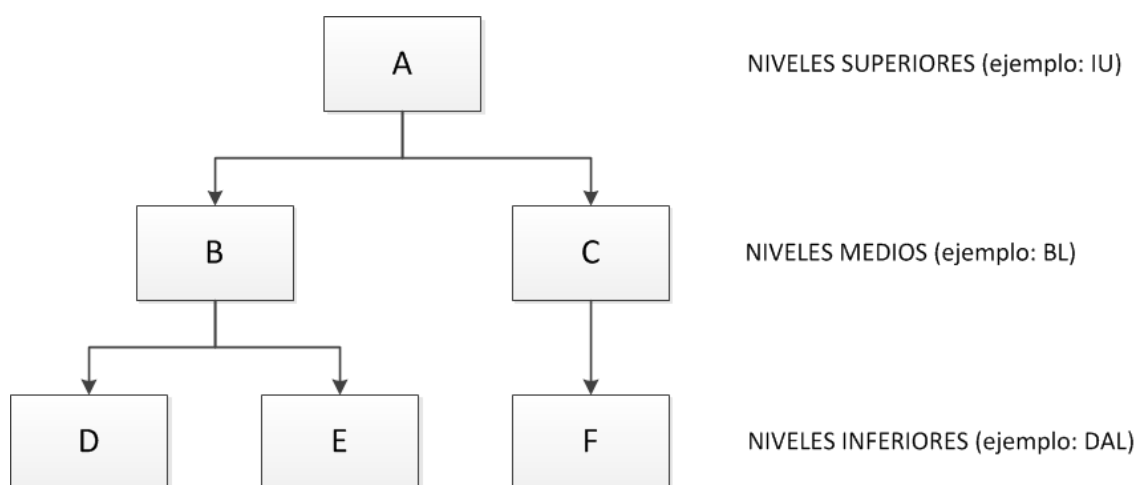 A
NIVELES SUPERIORES (ejemplo: IU)
B
C
NIVELES MEDIOS (ejemplo: BL)
D
E
F
NIVELES INFERIORES (ejemplo: DAL)